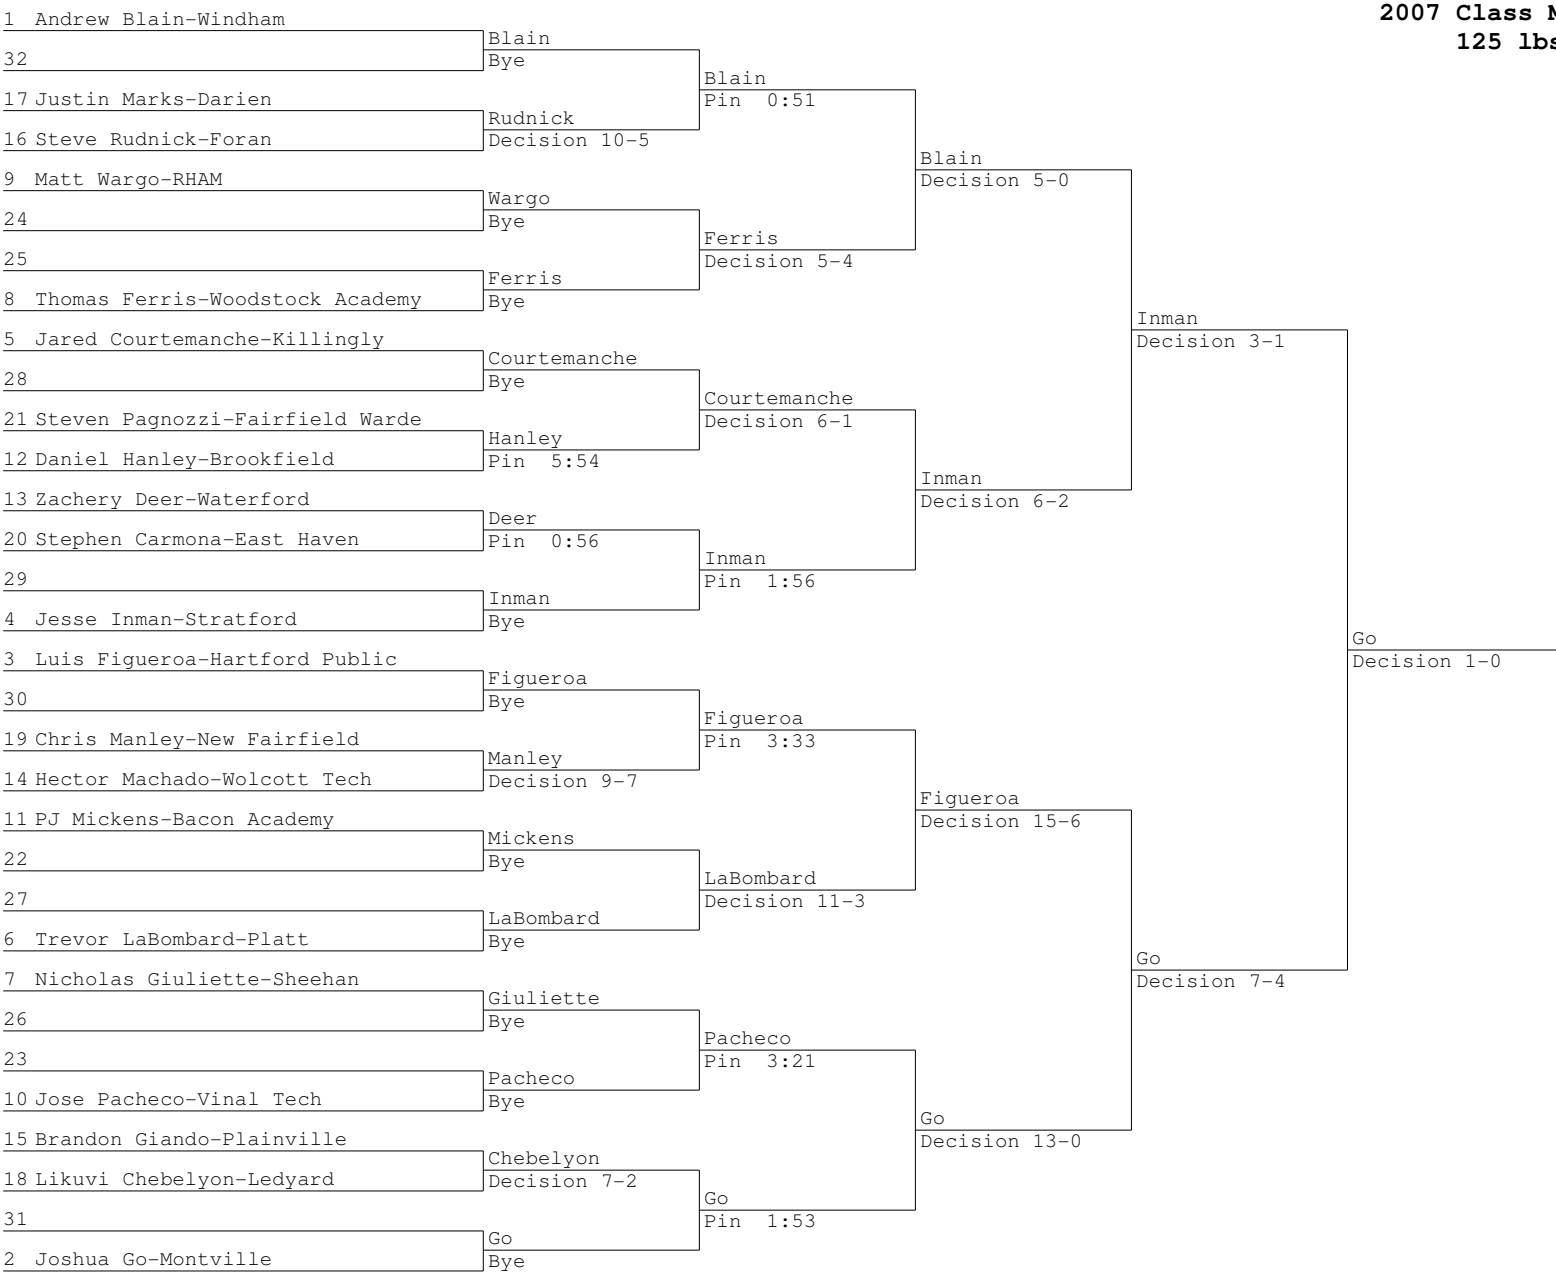 2007 Class M
125 lbs
1 Andrew Blain-Windham
32
17 Justin Marks-Darien
16 Steve Rudnick-Foran
9 Matt Wargo-RHAM
24
25
8 Thomas Ferris-Woodstock Academy
5 Jared Courtemanche-Killingly
28
21 Steven Pagnozzi-Fairfield Warde
12 Daniel Hanley-Brookfield
13 Zachery Deer-Waterford
20 Stephen Carmona-East Haven
29
4 Jesse Inman-Stratford
3 Luis Figueroa-Hartford Public
30
19 Chris Manley-New Fairfield
14 Hector Machado-Wolcott Tech
11 PJ Mickens-Bacon Academy
22
27
6 Trevor LaBombard-Platt
7 Nicholas Giuliette-Sheehan
26
23
10 Jose Pacheco-Vinal Tech
15 Brandon Giando-Plainville
18 Likuvi Chebelyon-Ledyard
31
2 Joshua Go-Montville
Blain
Bye
Rudnick
Decision 10-5
Wargo
Bye
Ferris
Bye
Courtemanche
Bye
Hanley
Pin 5:54
Deer
Pin 0:56
Inman
Bye
Figueroa
Bye
Manley
Decision 9-7
Mickens
Bye
LaBombard
Bye
Giuliette
Bye
Pacheco
Bye
Chebelyon
Decision 7-2
Go
Bye
Blain
Pin 0:51
Ferris
Decision 5-4
Courtemanche
Decision 6-1
Inman
Pin 1:56
Figueroa
Pin 3:33
LaBombard
Decision 11-3
Pacheco
Pin 3:21
Go
Pin 1:53
Blain
Decision 5-0
Inman
Decision 6-2
Figueroa
Decision 15-6
Go
Decision 13-0
Inman
Decision 3-1
Go
Decision 7-4
Go
Decision 1-0